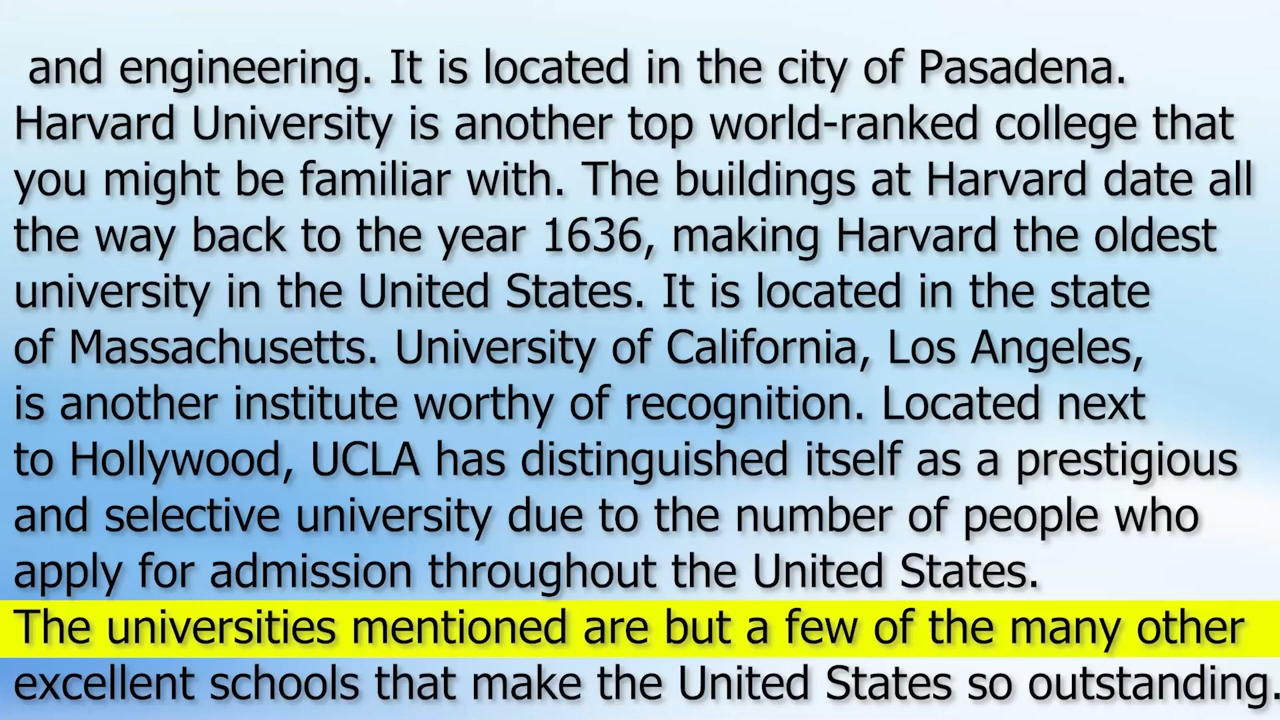 and engineering. It is located in the city of Pasadena.
Harvard University is another top world-ranked college that
you might be familiar with. The buildings at Harvard date all
the way back to the year 1636, making Harvard the oldest
university in the United States. It is located in the state
of Massachusetts. University of California, Los Angeles,
is another institute worthy of recognition. Located next
to Hollywood, UCLA has distinguished itself as a prestigious
and selective university due to the number of people who
apply for admission throughout the United States.
The universities mentioned are but a few of the many other
excellent schools that make the United States so outstanding.